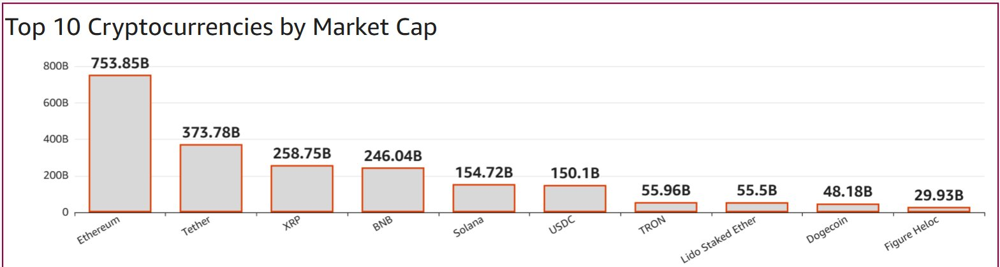 Top 10 Cryptocurrencies by Market Cap
800B
600B
400B
200B
0
753.85B
373.78B
258.75B
246.04B
154.72B
150.1B
55.96B
55.5B
48.18B
29.93B
Ethereum
Tether
XRP
BNB
Solana
USDC
TRON
Lido Staked Ether
Dogecoin
Figure Heloc